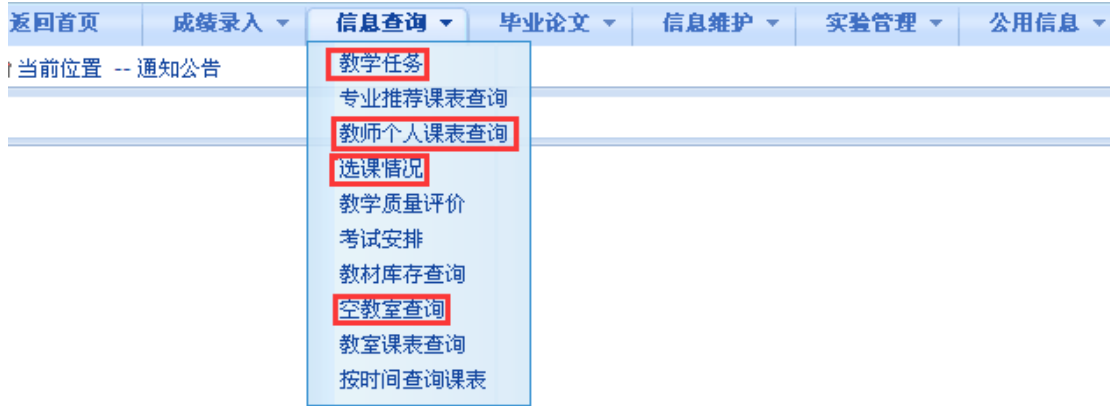 返回首页 成绩录入 信息查询 毕业论文 信息维护 实验管理 公用信息
当前位置 -- 通知公告
教学任务
专业推荐课表查询
教师个人课表查询
选课情况
教学质量评价
考试安排
教材库存查询
空教室查询
教室课表查询
按时间查询课表